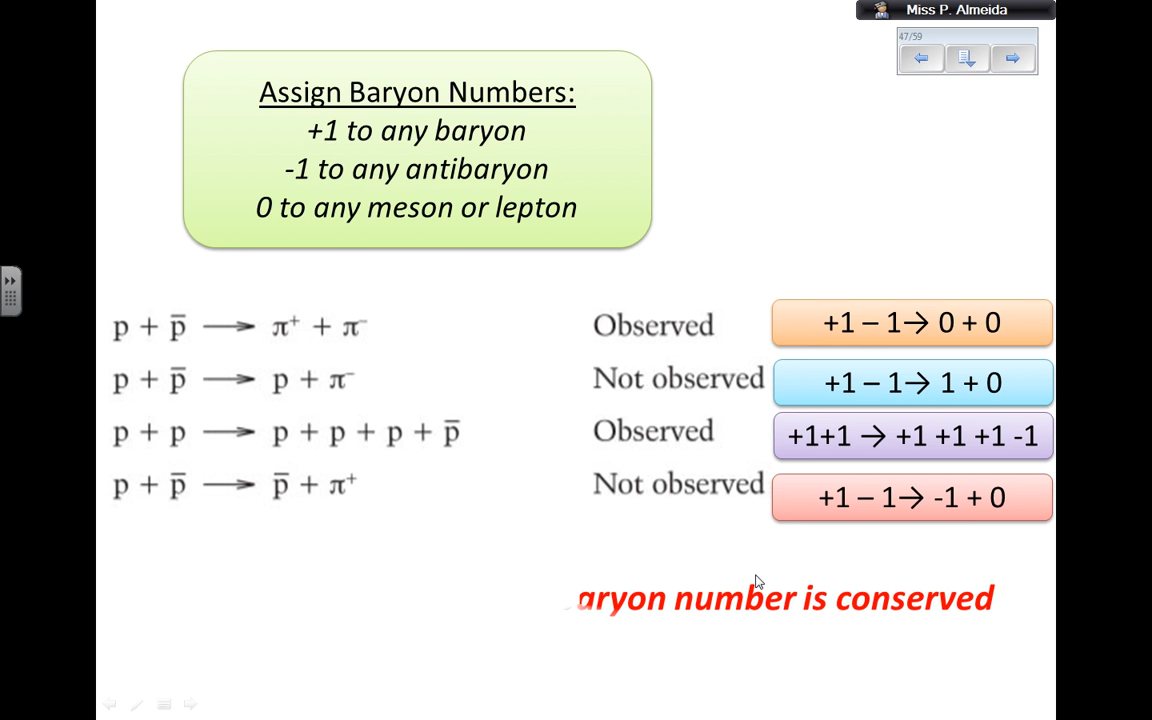 Miss P. Almeida
47/59
Assign Baryon Numbers:
+1 to any baryon
-1 to any antibaryon
0 to any meson or lepton
p + p̄ ⟶ π⁺ + π⁻ Observed +1 – 1→ 0 + 0
p + p̄ ⟶ p + π⁻ Not observed +1 – 1→ 1 + 0
p + p ⟶ p + p + p + p̄ Observed +1+1 → +1 +1 +1 -1
p + p̄ ⟶ p̄ + π⁺ Not observed +1 – 1→ -1 + 0
aryon number is conserved